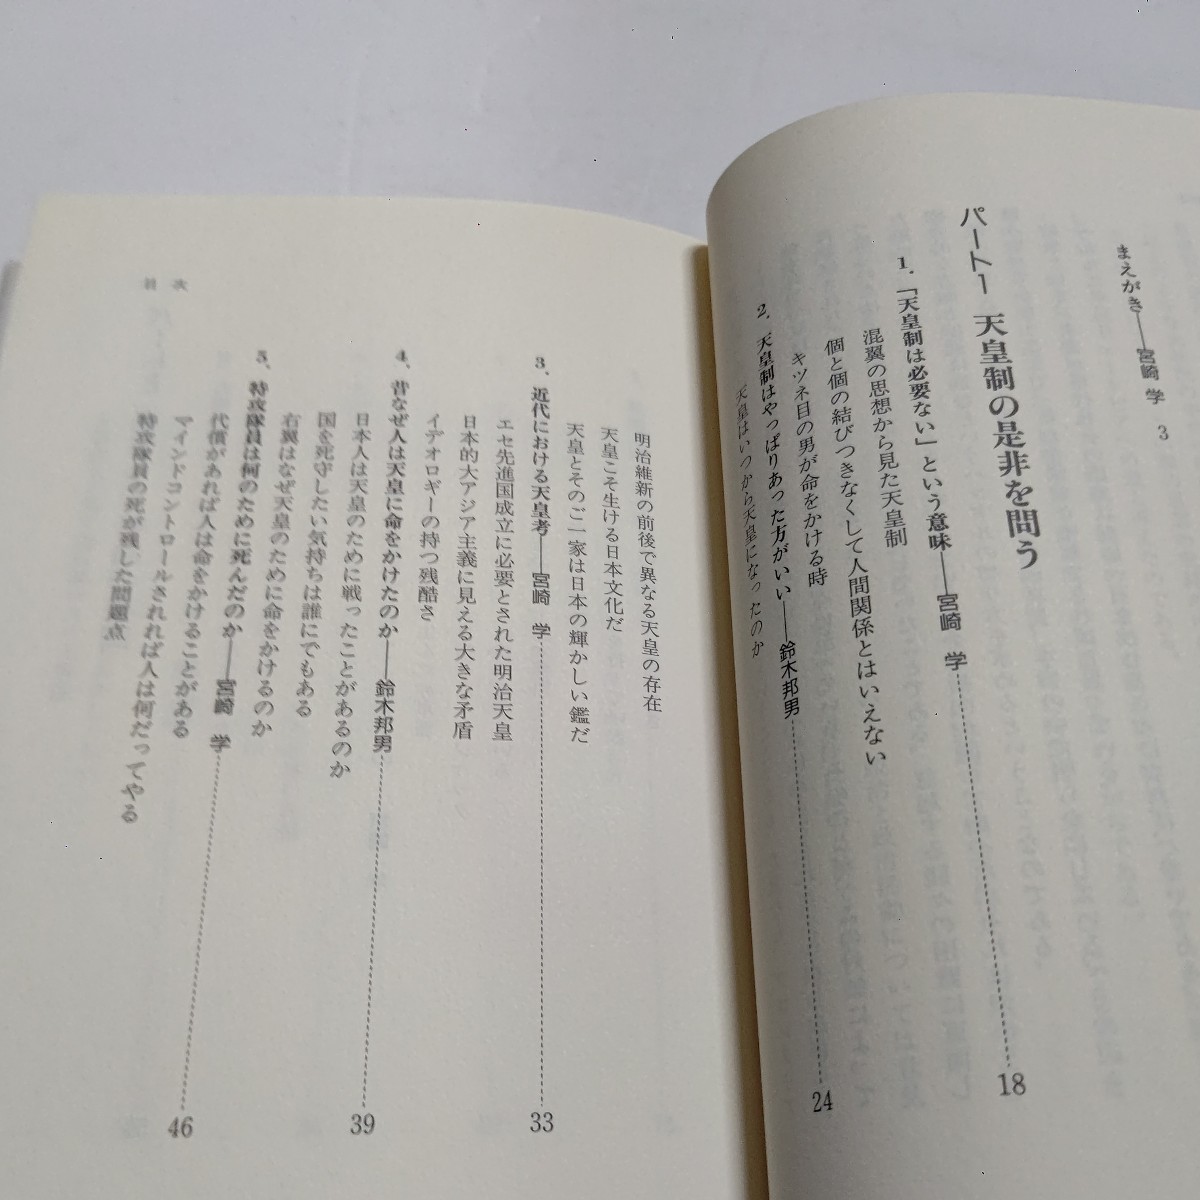 まえがき――宮崎 学 3
パート1 天皇制の是非を問う
1.「天皇制は必要ない」という意味――宮崎 学 18
混翼の思想から見た天皇制
個と個の結びつきなくして人間関係とはいえない
キツネ目の男が命をかける時
2. 天皇制はやっぱりあった方がいい――鈴木邦男 24
天皇はいつから天皇になったのか
明治維新の前後で異なる天皇の存在
天皇こそ生ける日本文化だ
天皇とそのご一家は日本の輝かしい鑑だ
3、近代における天皇考――宮崎 学 33
エセ先進国成立に必要とされた明治天皇
日本的大アジア主義に見える大きな矛盾
イデオロギーの持つ残酷さ
4、昔なぜ人は天皇に命をかけたのか――鈴木邦男 39
日本人は天皇のために戦ったことがあるのか
国を死守したい気持ちは誰にでもある
右翼はなぜ天皇のために命をかけるのか
5、特攻隊員は何のために死んだのか――宮崎 学 46
代償があれば人は命をかけることがある
マインドコントロールされれば人は何だってやる
特攻隊員の死が残した問題点
目 次